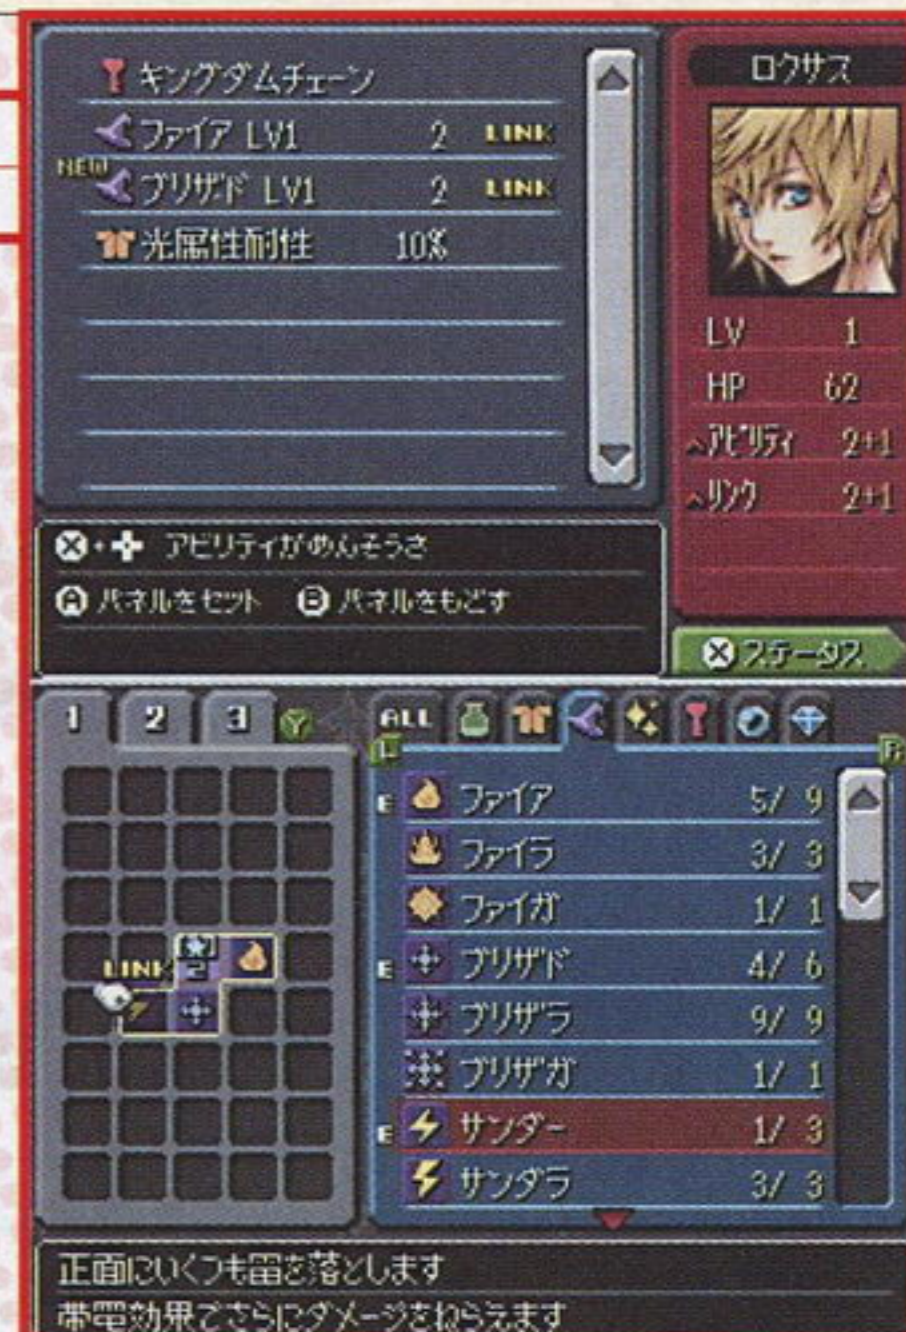 キングダムチェーン
ファイア LV1 2 LINK
NEW ブリザド LV1 2 LINK
光属性耐性 10%
ロクサス
LV 1
HP 62
アビリティ 2+1
リンク 2+1
Ⓧ・✚ アビリティがめんそうさ
Ⓐ パネルをセット Ⓑ パネルをもどす
Ⓧ ステータス
1 2 3 Ⓨ
LINK 2
L ALL R
E ファイア 5/ 9
ファイラ 3/ 3
ファイガ 1/ 1
E ブリザド 4/ 6
ブリザラ 9/ 9
ブリザガ 1/ 1
E サンダー 1/ 3
サンダラ 3/ 3
正面にいくつも雷を落とします
帯電効果でさらにダメージをねらえます